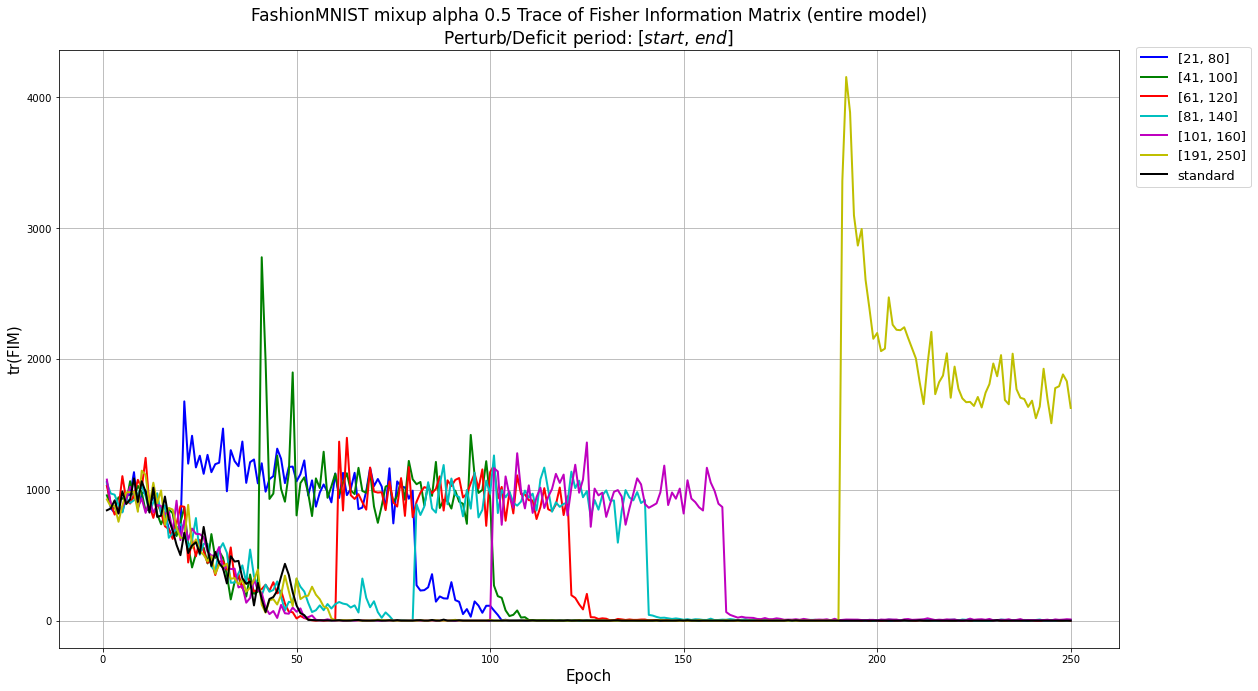 FashionMNIST mixup alpha 0.5 Trace of Fisher Information Matrix (entire model)
Perturb/Deficit period: [start, end]
[21, 80]
[41, 100]
[61, 120]
[81, 140]
[101, 160]
[191, 250]
standard
tr(FIM)
4000
3000
2000
1000
0
0 50 100 150 200 250
Epoch